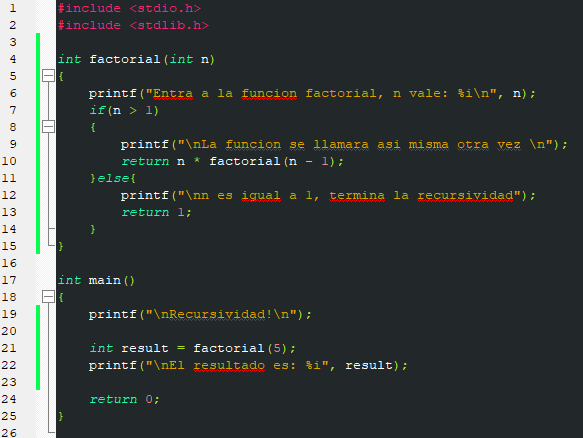 1 #include <stdio.h>
2 #include <stdlib.h>
3
4 int factorial(int n)
5 {
6     printf("Entra a la funcion factorial, n vale: %i\n", n);
7     if(n > 1)
8     {
9         printf("\nLa funcion se llamara asi misma otra vez \n");
10         return n * factorial(n - 1);
11     }else{
12         printf("\nn es igual a 1, termina la recursividad");
13         return 1;
14     }
15 }
16
17 int main()
18 {
19     printf("\nRecursividad!\n");
20
21     int result = factorial(5);
22     printf("\nEl resultado es: %i", result);
23
24     return 0;
25 }
26